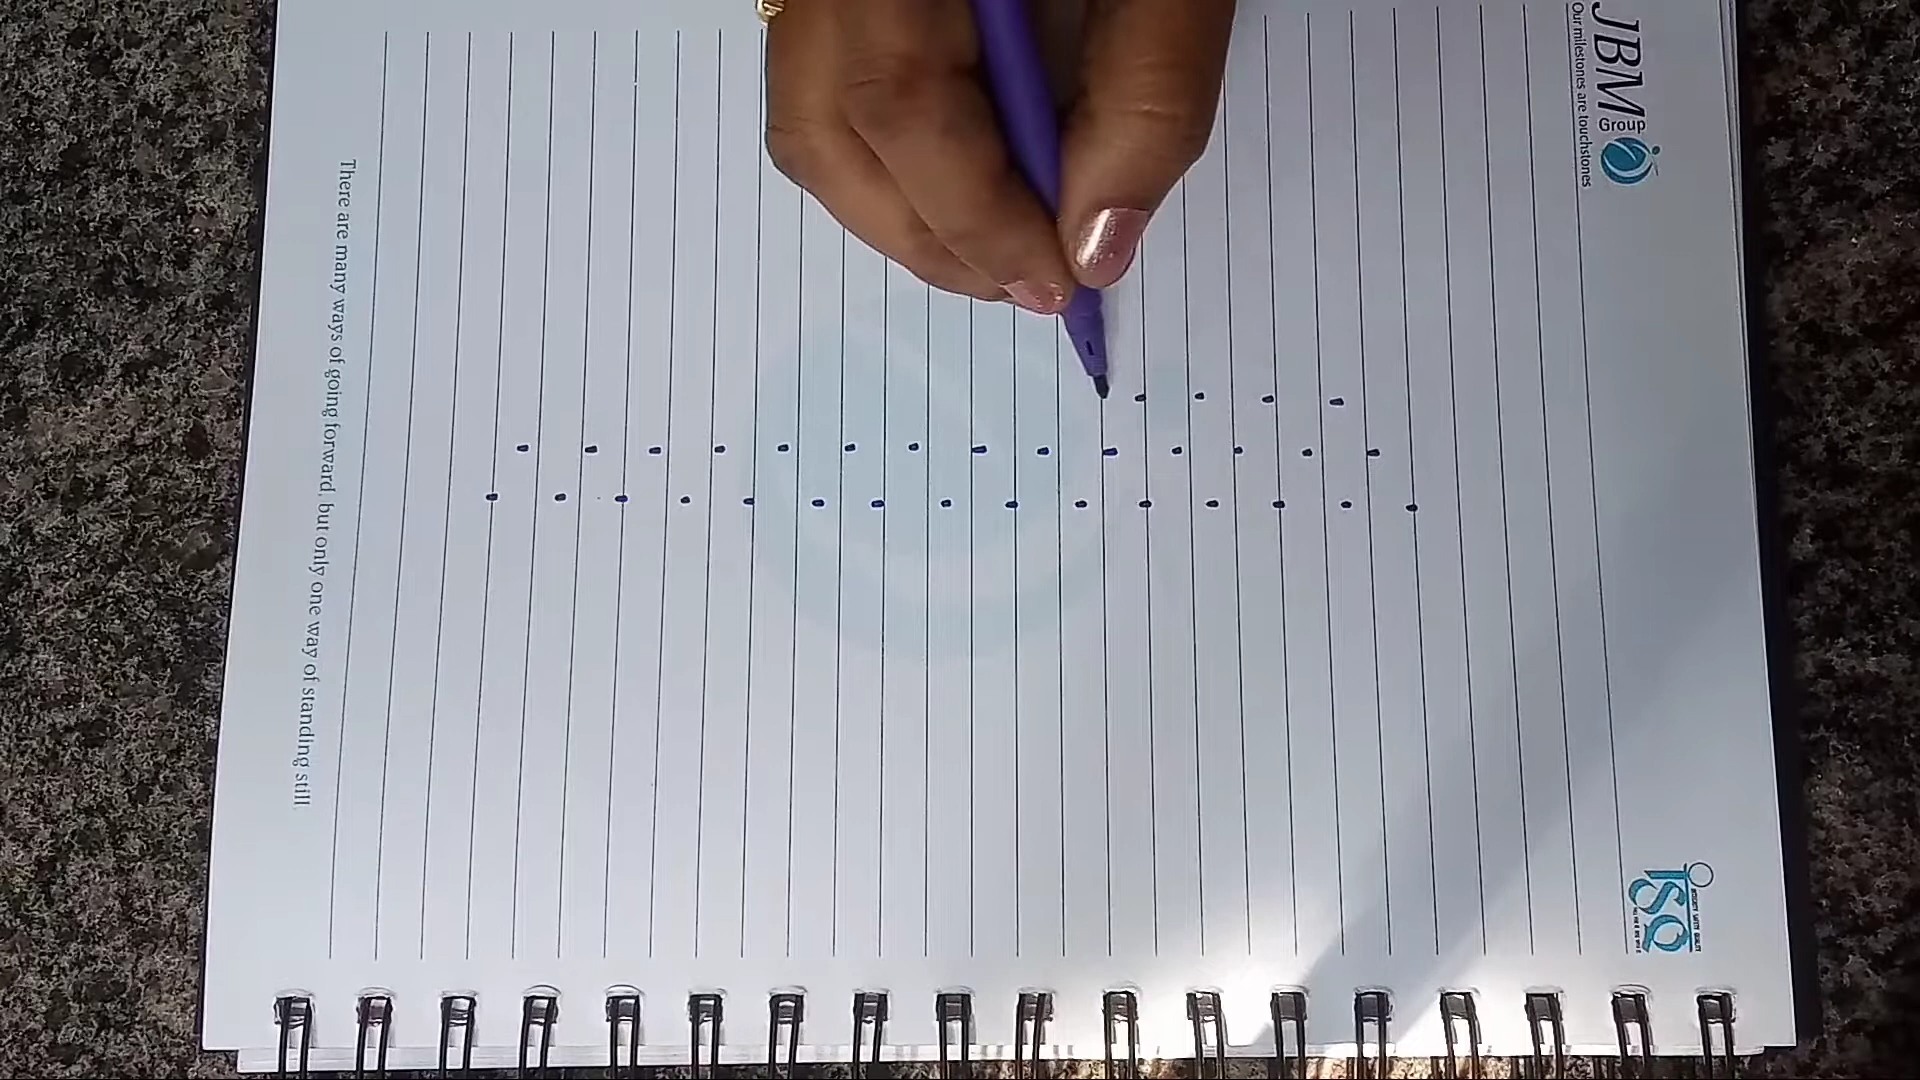 JBM
Group
Our milestones are touchstones
There are many ways of going forward, but only one way of standing still
TSQ